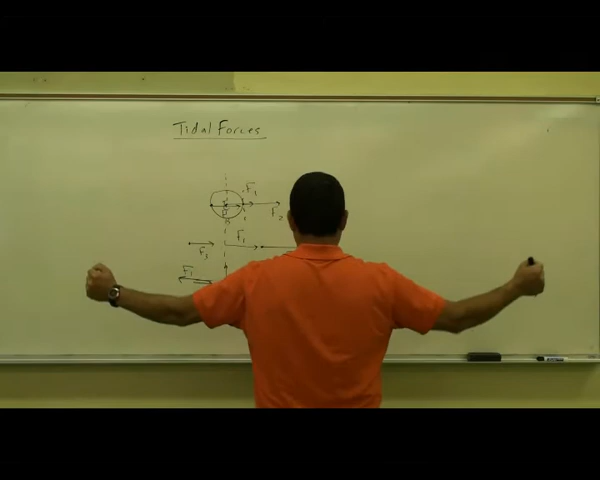 Tidal Forces
F₁
F₂
F₁
F₃
F₁